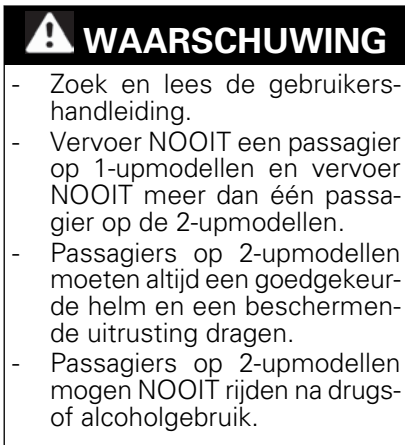 WAARSCHUWING
- Zoek en lees de gebruikers-
handleiding.
- Vervoer NOOIT een passagier
op 1-upmodellen en vervoer
NOOIT meer dan één passa-
gier op de 2-upmodellen.
- Passagiers op 2-upmodellen
moeten altijd een goedgekeur-
de helm en een beschermen-
de uitrusting dragen.
- Passagiers op 2-upmodellen
mogen NOOIT rijden na drugs-
of alcoholgebruik.